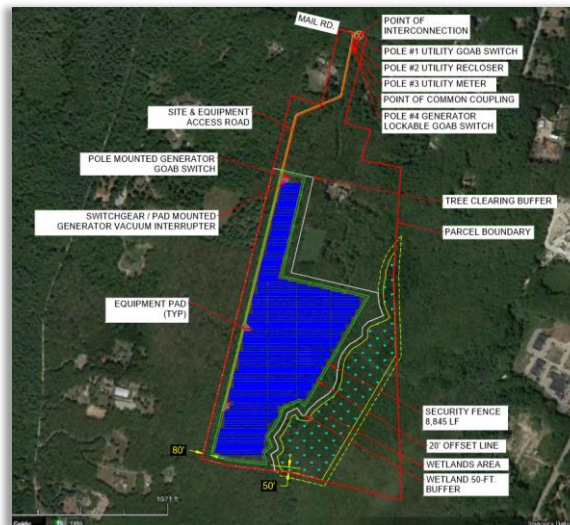 MAIL RD.
POINT OF
INTERCONNECTION
POLE #1 UTILITY GOAB SWITCH
POLE #2 UTILITY RECLOSER
POLE #3 UTILITY METER
POINT OF COMMON COUPLING
POLE #4 GENERATOR
LOCKABLE GOAB SWITCH
SITE & EQUIPMENT
ACCESS ROAD
POLE MOUNTED GENERATOR
GOAB SWITCH
TREE CLEARING BUFFER
SWITCHGEAR / PAD MOUNTED
GENERATOR VACUUM INTERRUPTER
PARCEL BOUNDARY
EQUIPMENT PAD
(TYP)
SECURITY FENCE
8,845 LF
20' OFFSET LINE
80'
WETLANDS AREA
WETLAND 50-FT.
BUFFER
50'
1071 ft
1995